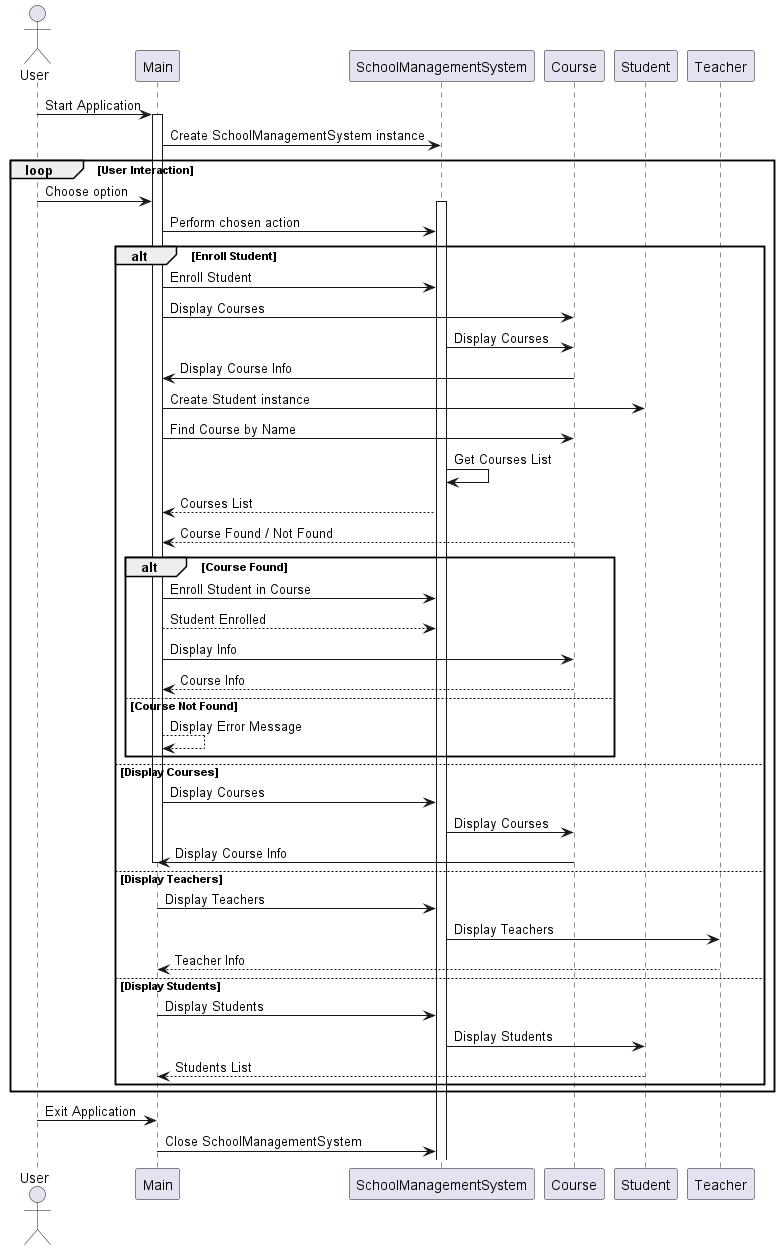 User
Main
SchoolManagementSystem
Course
Student
Teacher
Start Application
Create SchoolManagementSystem instance
loop
[User Interaction]
Choose option
Perform chosen action
alt
[Enroll Student]
Enroll Student
Display Courses
Display Courses
Display Course Info
Create Student instance
Find Course by Name
Get Courses List
Courses List
Course Found / Not Found
alt
[Course Found]
Enroll Student in Course
Student Enrolled
Display Info
Course Info
[Course Not Found]
Display Error Message
[Display Courses]
Display Courses
Display Courses
Display Course Info
[Display Teachers]
Display Teachers
Display Teachers
Teacher Info
[Display Students]
Display Students
Display Students
Students List
Exit Application
Close SchoolManagementSystem
User
Main
SchoolManagementSystem
Course
Student
Teacher